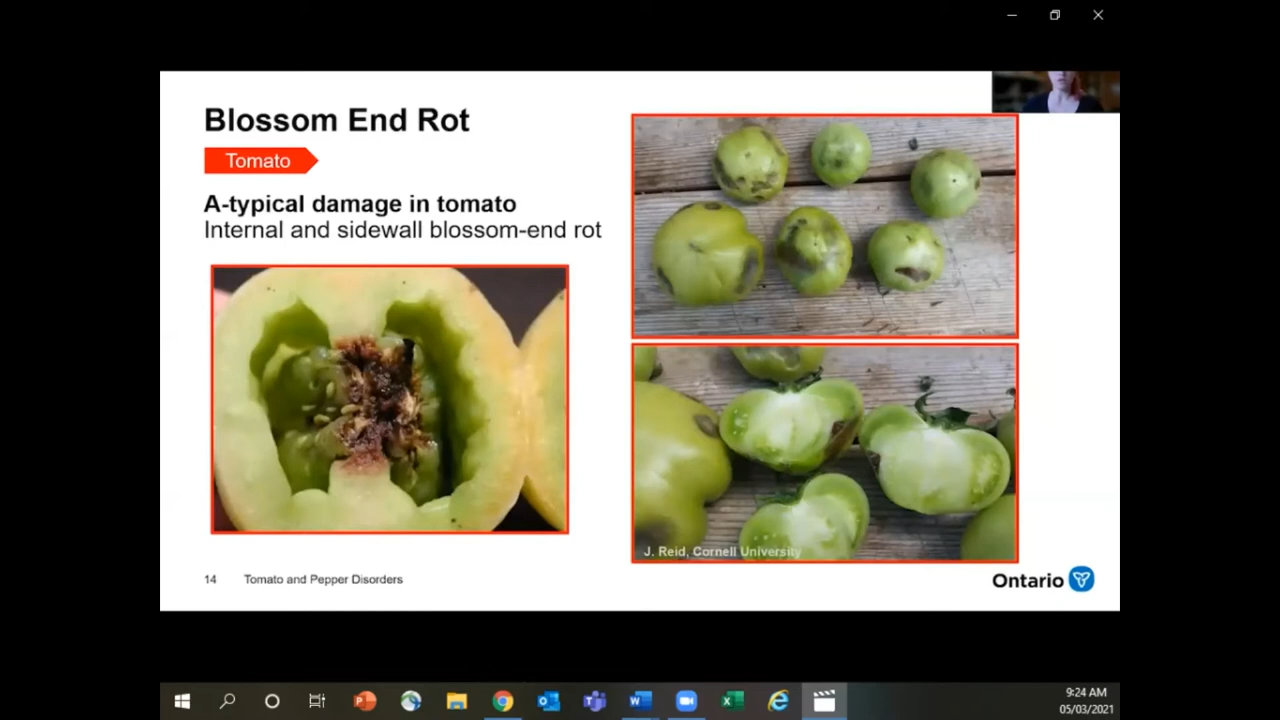 Blossom End Rot
Tomato
A-typical damage in tomato
Internal and sidewall blossom-end rot
J. Reid, Cornell University
14 Tomato and Pepper Disorders
Ontario
9:24 AM
05/03/2021